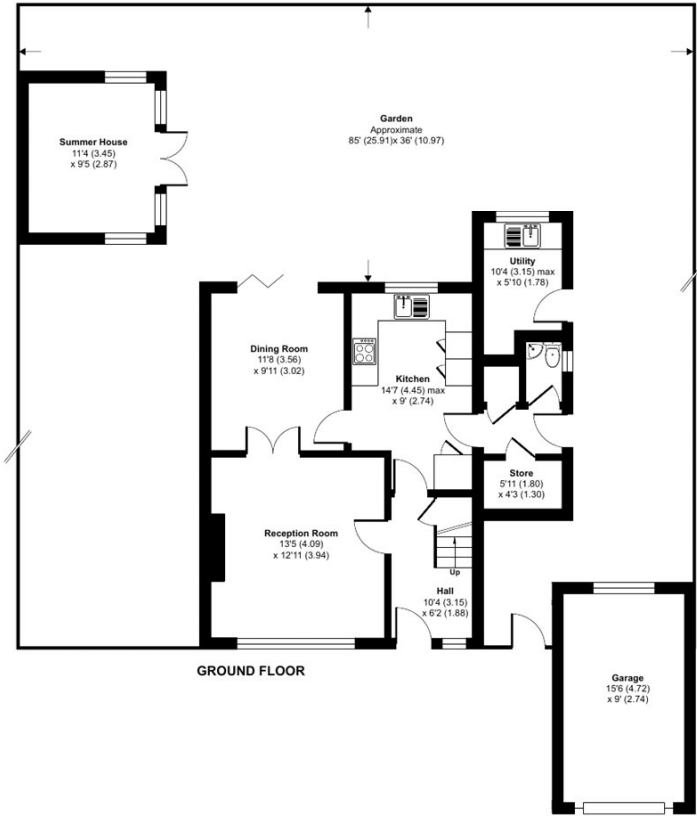 Garden
Approximate
85' (25.91)x 36' (10.97)
Summer House
11'4 (3.45)
x 9'5 (2.87)
Utility
10'4 (3.15) max
x 5'10 (1.78)
Dining Room
11'8 (3.56)
x 9'11 (3.02)
Kitchen
14'7 (4.45) max
x 9' (2.74)
Store
5'11 (1.80)
x 4'3 (1.30)
Reception Room
13'5 (4.09)
x 12'11 (3.94)
Up
Hall
10'4 (3.15)
x 6'2 (1.88)
GROUND FLOOR
Garage
15'6 (4.72)
x 9' (2.74)